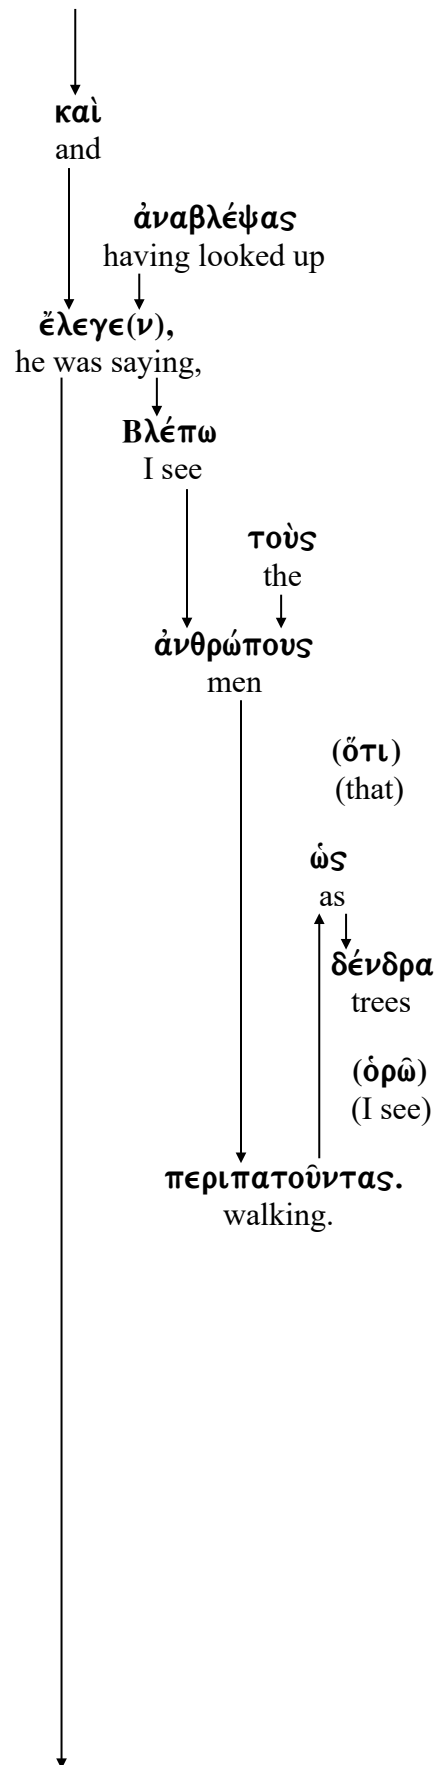 καὶ
and
ἀναβλέψας
having looked up
ἔλεγε(ν),
he was saying,
Βλέπω
I see
τοὺς
the
ἀνθρώπους
men
(ὅτι)
(that)
ὡς
as
δένδρα
trees
(ὁρῶ)
(I see)
περιπατοῦντας.
walking.